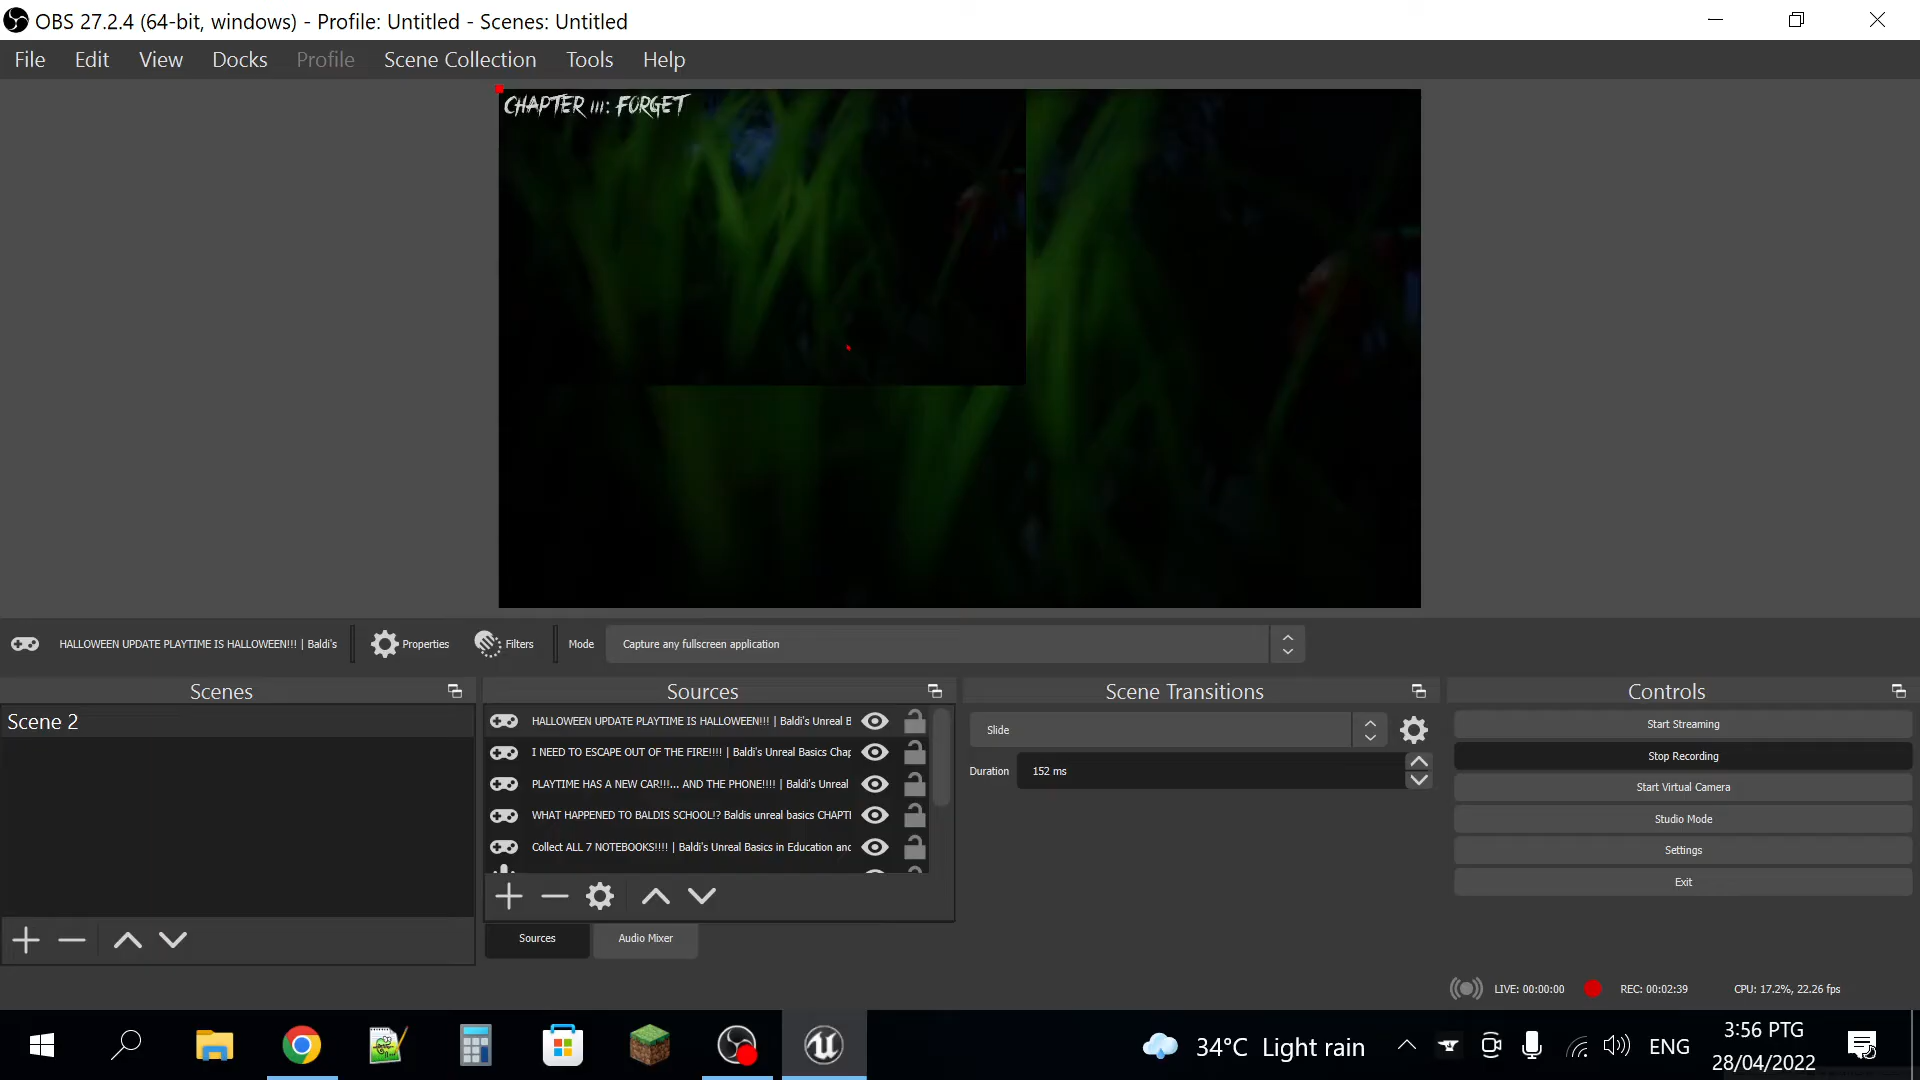 OBS 27.2.4 (64-bit, windows) - Profile: Untitled - Scenes: Untitled
File Edit View Docks Profile Scene Collection Tools Help
CHAPTER III: FORGET
HALLOWEEN UPDATE PLAYTIME IS HALLOWEEN!!! | Baldi's Properties Filters Mode Capture any fullscreen application
Scenes
Scene 2
Sources
HALLOWEEN UPDATE PLAYTIME IS HALLOWEEN!!! | Baldi's Unreal B
I NEED TO ESCAPE OUT OF THE FIRE!!!! | Baldi's Unreal Basics Chap
PLAYTIME HAS A NEW CAR!!!... AND THE PHONE!!!! | Baldi's Unreal
WHAT HAPPENED TO BALDIS SCHOOL!? Baldis unreal basics CHAPTI
Collect ALL 7 NOTEBOOKS!!!! | Baldi's Unreal Basics in Education and
Sources Audio Mixer
Scene Transitions
Slide
Duration 152 ms
Controls
Start Streaming
Stop Recording
Start Virtual Camera
Studio Mode
Settings
Exit
LIVE: 00:00:00 REC: 00:02:39 CPU: 17.2%, 22.26 fps
34°C Light rain ENG
3:56 PTG
28/04/2022